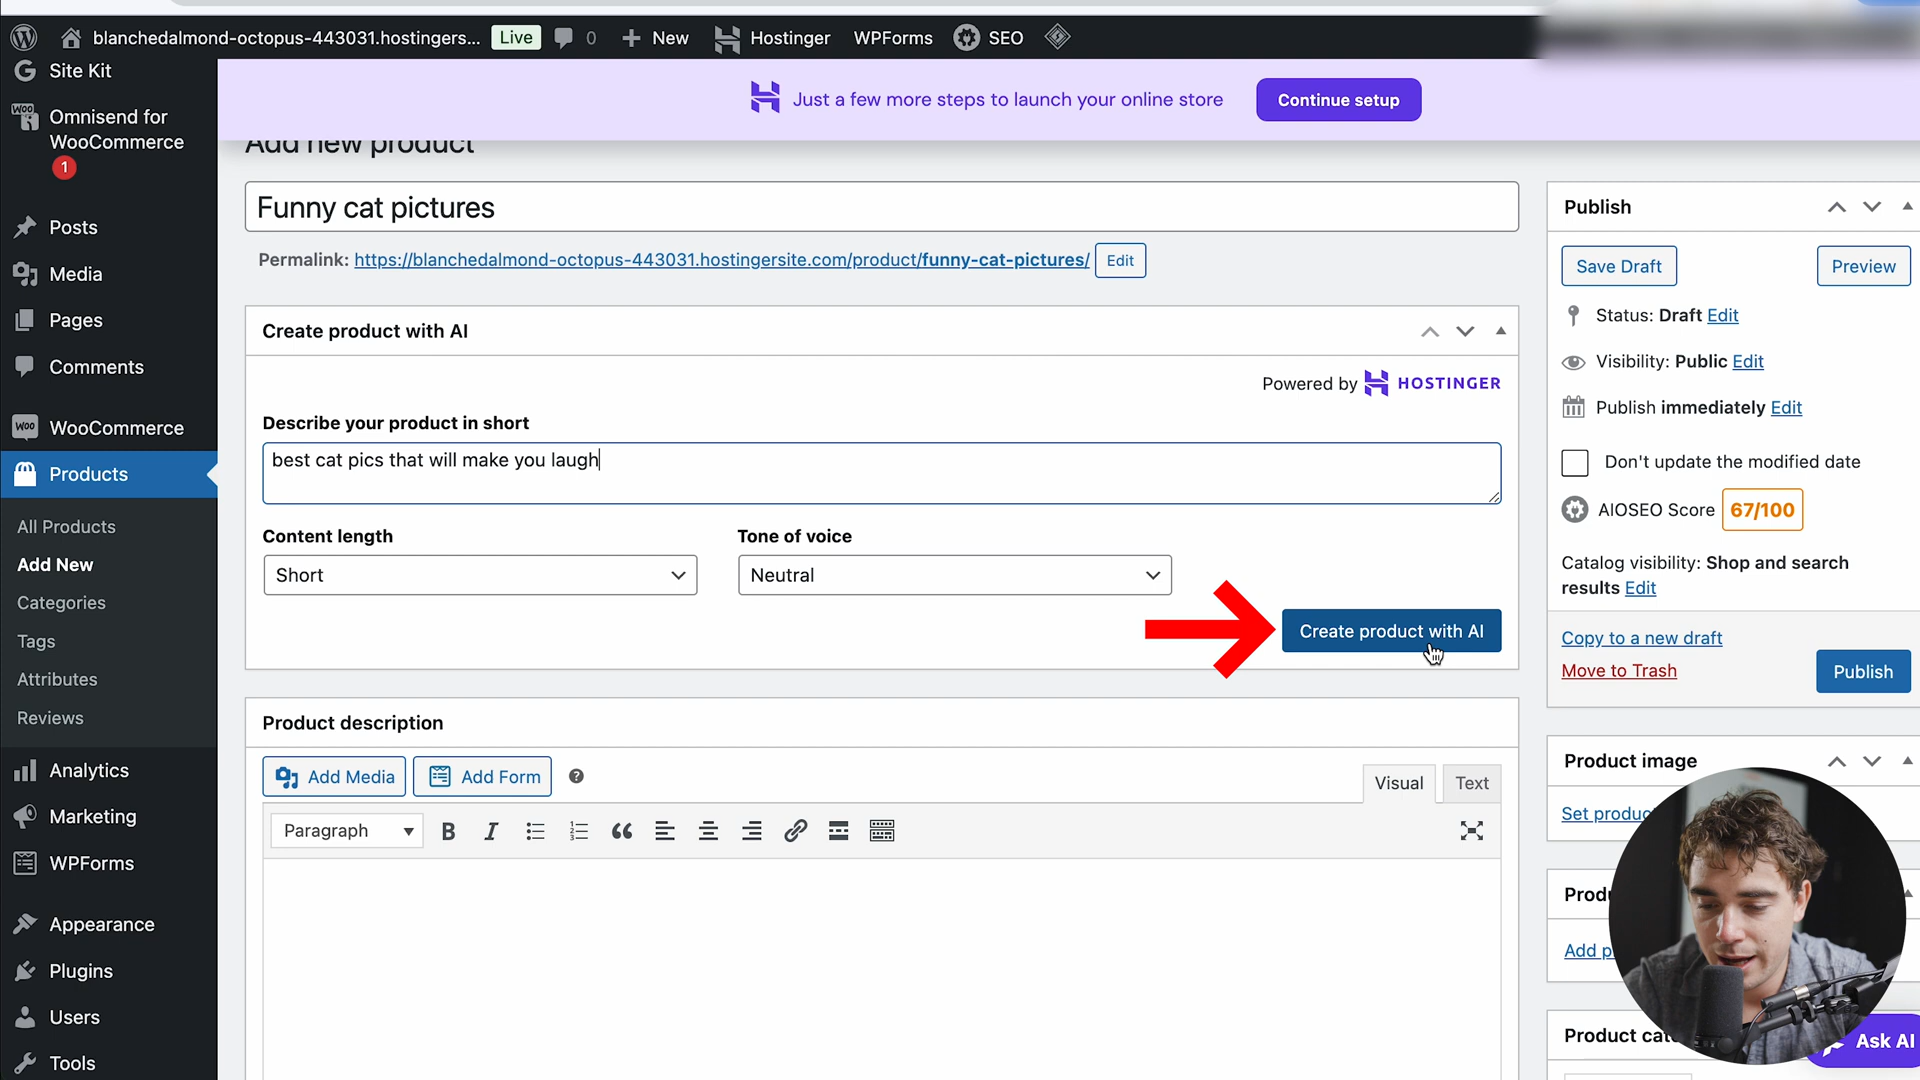 blanchedalmond-octopus-443031.hostingers... Live 0 New Hostinger WPForms SEO
Site Kit
Omnisend for
WooCommerce
1
Posts
Media
Pages
Comments
WooCommerce
Products
All Products
Add New
Categories
Tags
Attributes
Reviews
Analytics
Marketing
WPForms
Appearance
Plugins
Users
Tools
Just a few more steps to launch your online store Continue setup
Add new product
Funny cat pictures
Permalink: https://blanchedalmond-octopus-443031.hostingersite.com/product/funny-cat-pictures/ Edit
Create product with AI
Powered by HOSTINGER
Describe your product in short
best cat pics that will make you laugh
Content length Tone of voice
Short Neutral
Create product with AI
Product description
Add Media Add Form
Visual Text
Paragraph
Publish
Save Draft Preview
Status: Draft Edit
Visibility: Public Edit
Publish immediately Edit
Don't update the modified date
AIOSEO Score 67/100
Catalog visibility: Shop and search
results Edit
Copy to a new draft
Move to Trash Publish
Product image
Set
Add
Product
Ask AI